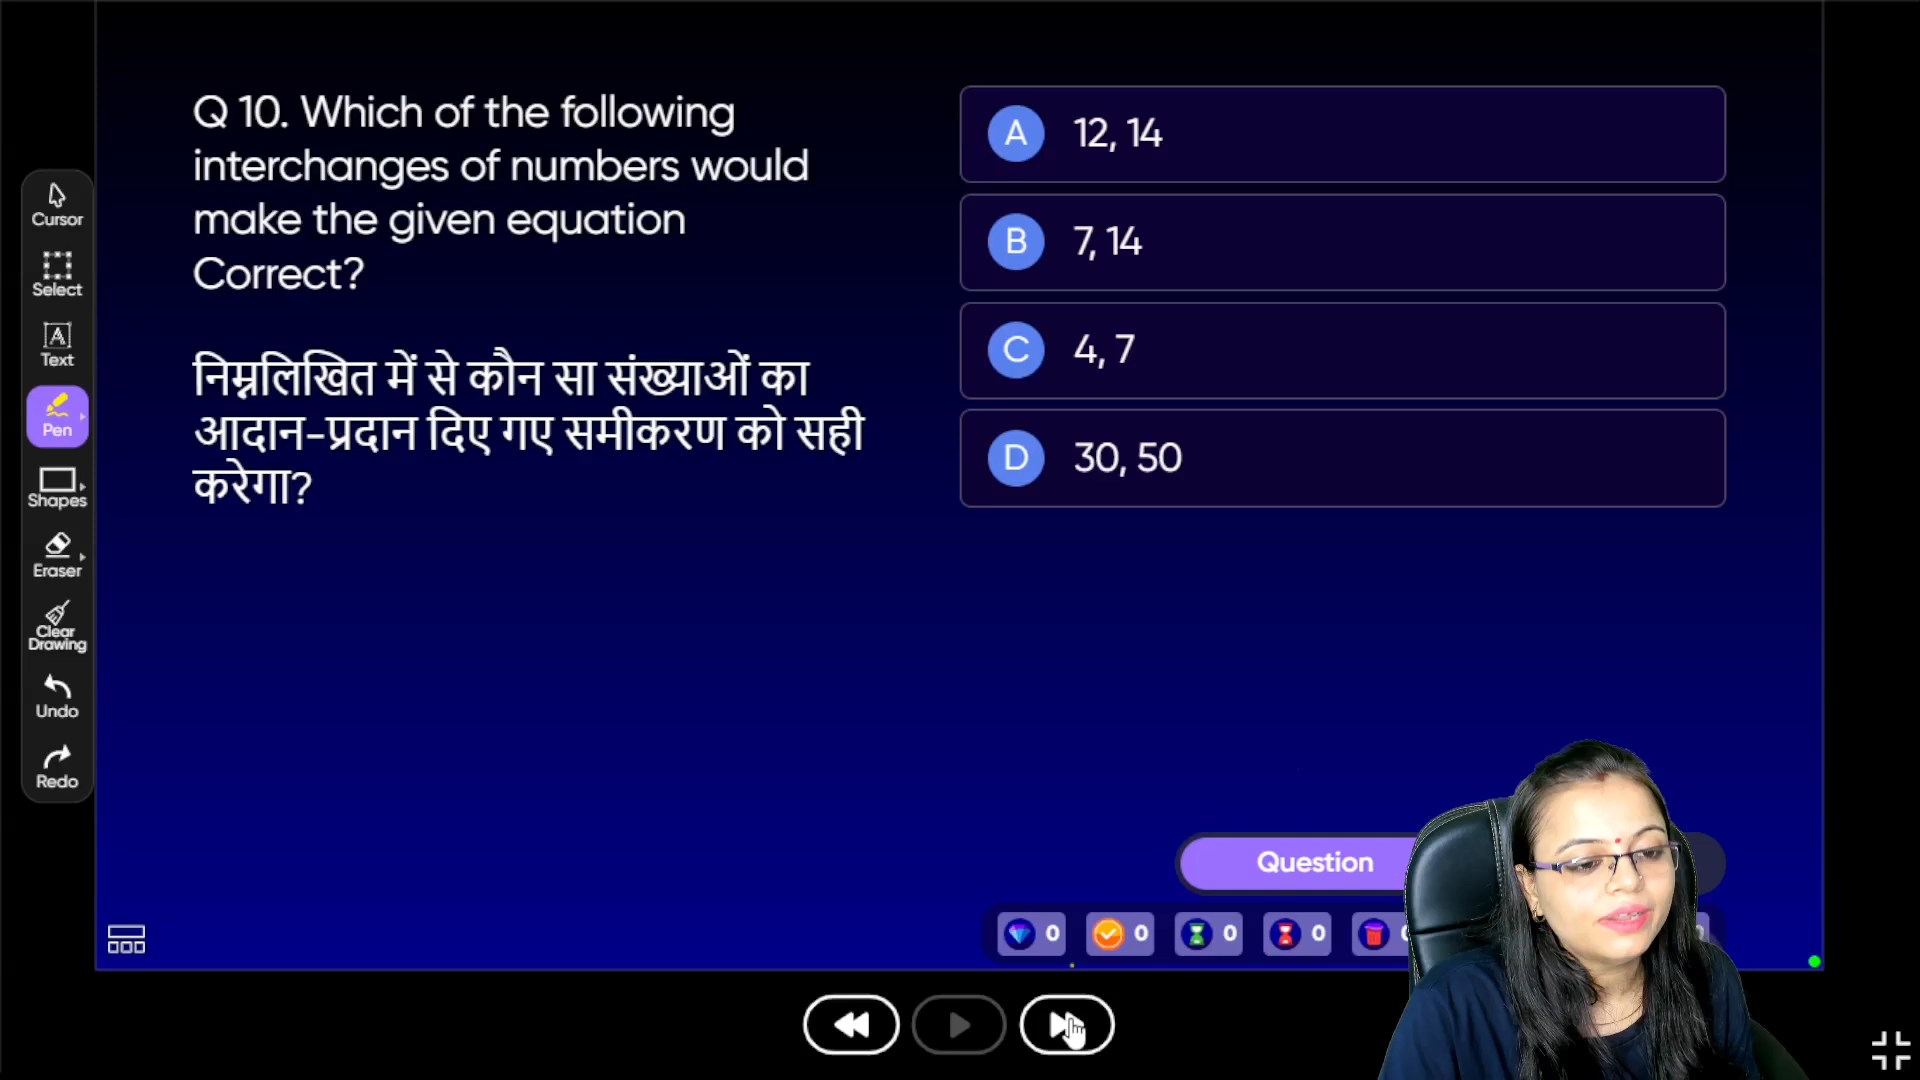 Q 10. Which of the following
interchanges of numbers would
make the given equation
Correct?
निम्नलिखित में से कौन सा संख्याओं का
आदान-प्रदान दिए गए समीकरण को सही
करेगा?
A 12, 14
B 7, 14
C 4, 7
D 30, 50
Cursor
Select
A
Text
Pen
Shapes
Eraser
Clear
Drawing
Undo
Redo
Question
0 0 0 0